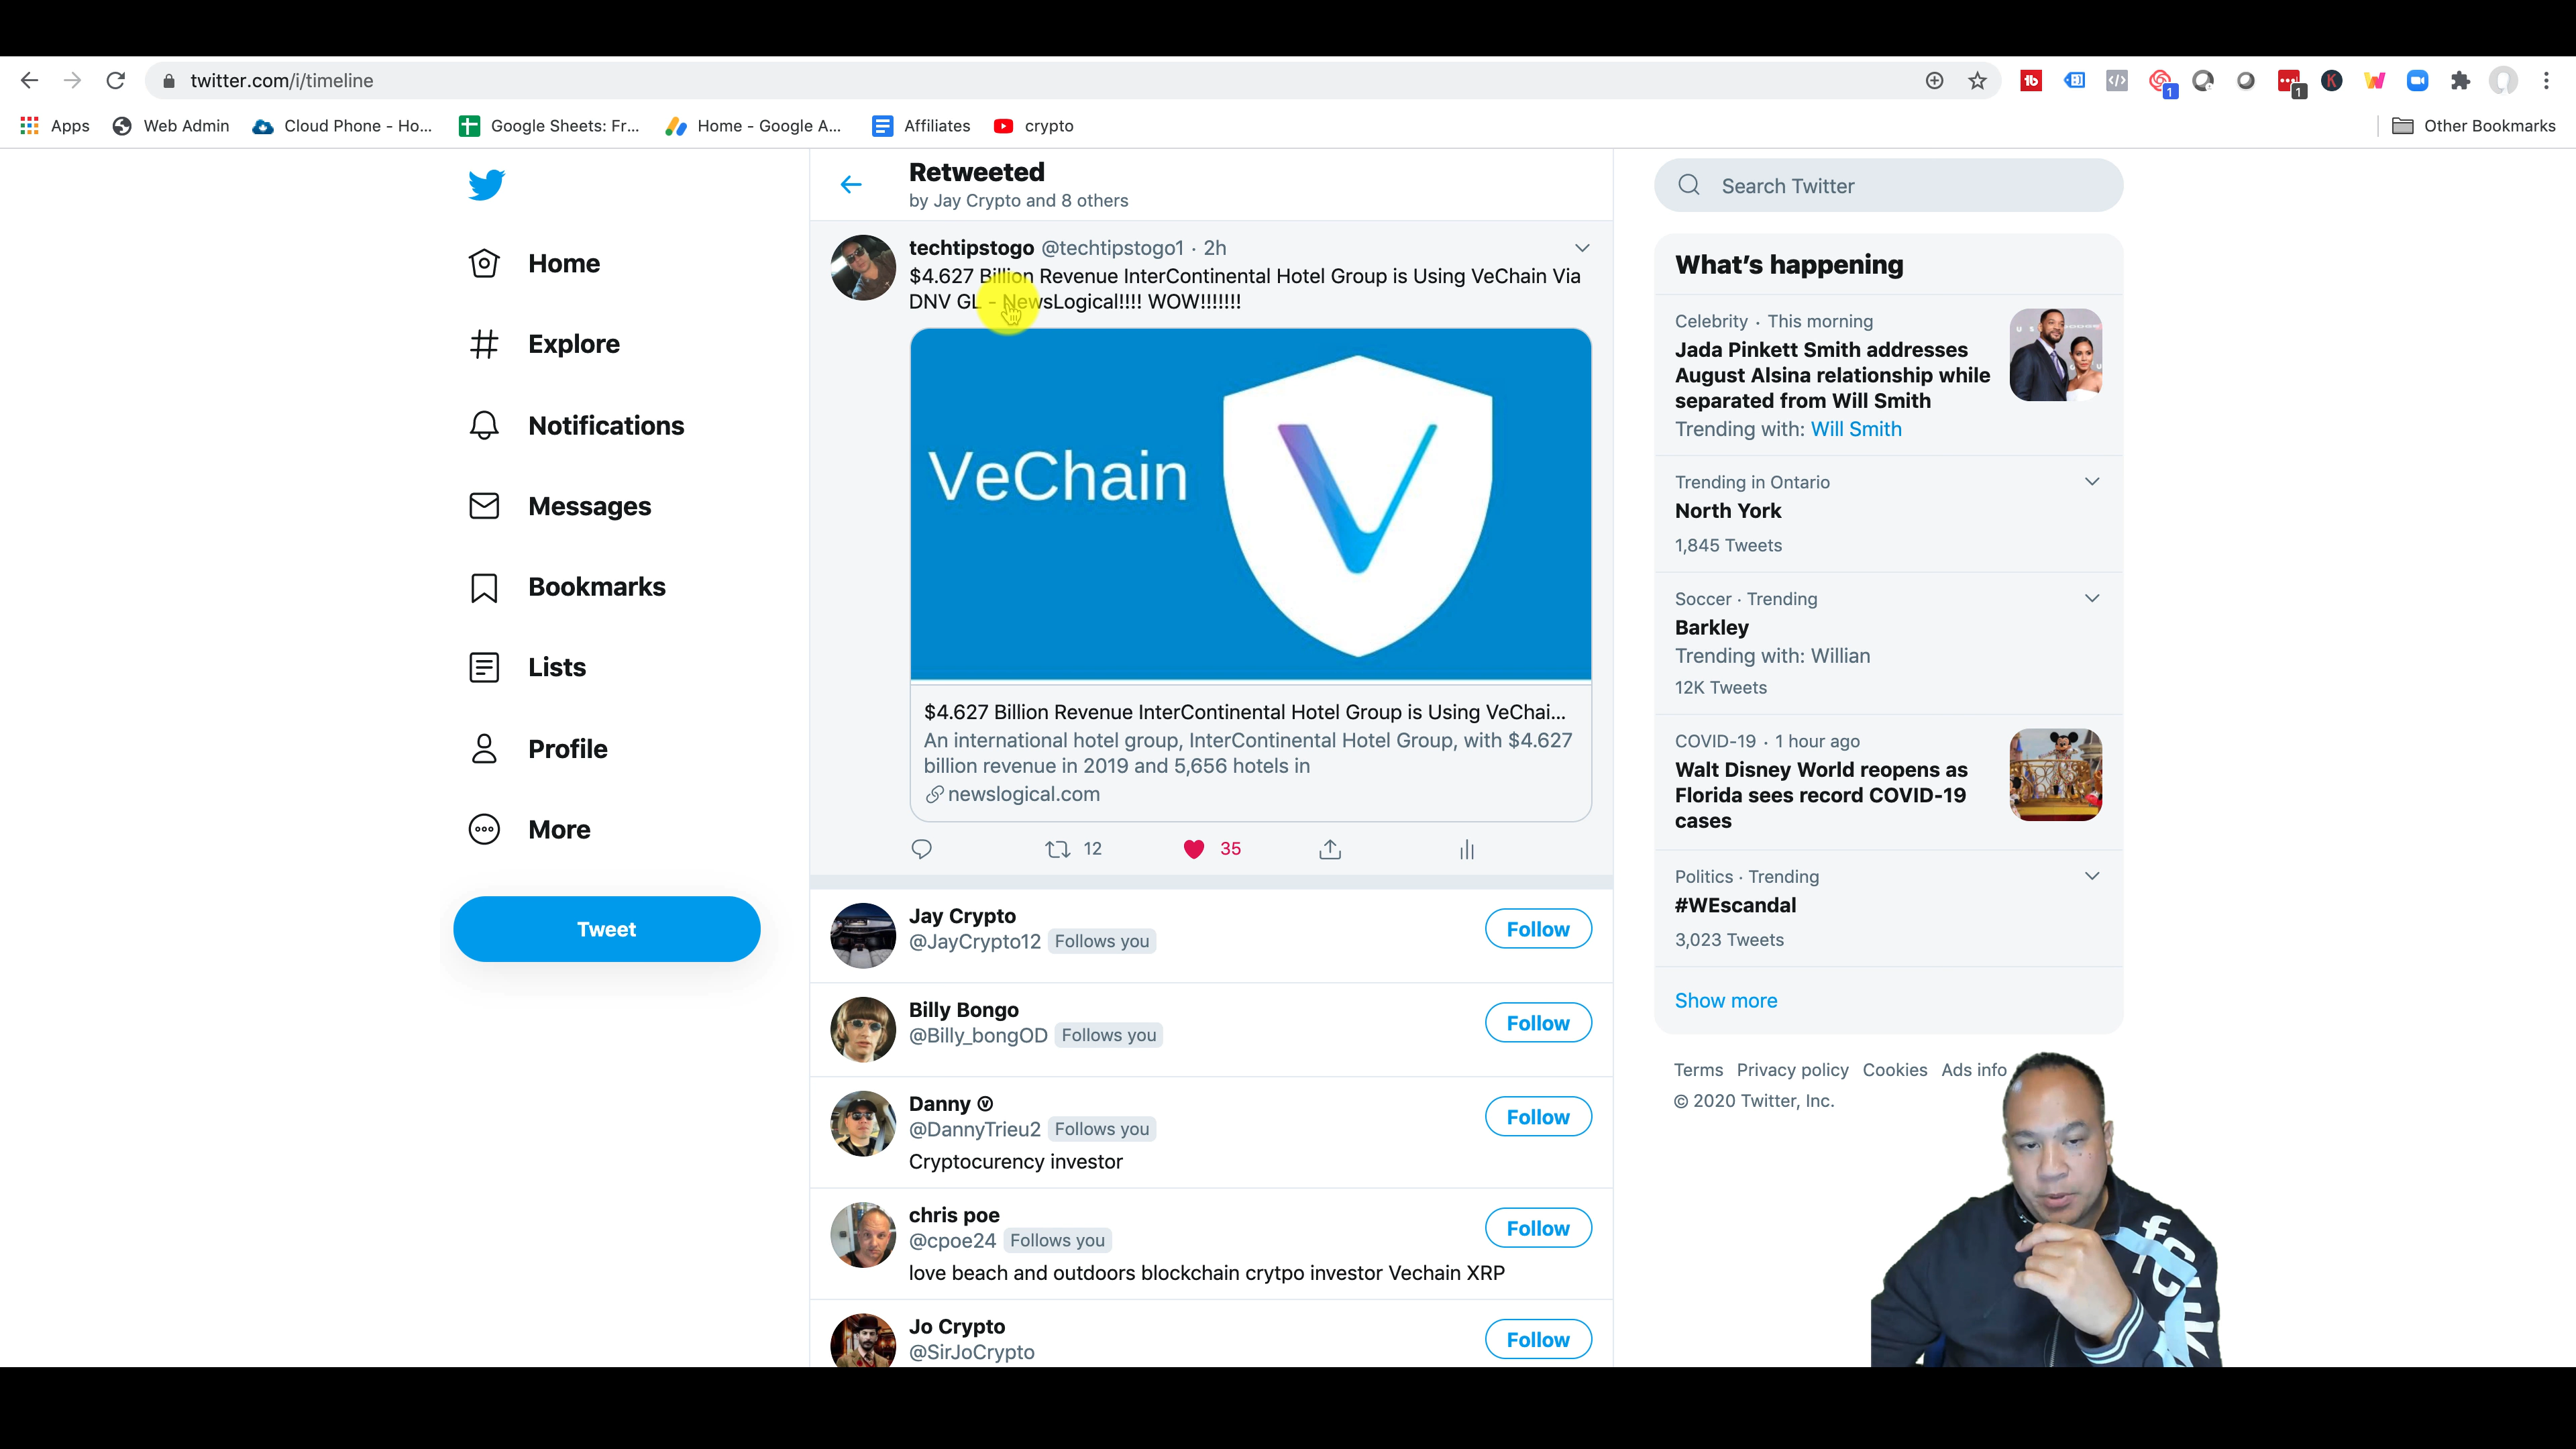 twitter.com/i/timeline
Apps
Web Admin
Cloud Phone - Ho...
Google Sheets: Fr...
Home - Google A...
Affiliates
crypto
Other Bookmarks
Home
Explore
Notifications
Messages
Bookmarks
Lists
Profile
More
Tweet
Retweeted
by Jay Crypto and 8 others
techtipstogo @techtipstogo1 · 2h
$4.627 Billion Revenue InterContinental Hotel Group is Using VeChain Via
DNV GL - NewsLogical!!!! WOW!!!!!!!
VeChain
$4.627 Billion Revenue InterContinental Hotel Group is Using VeChai...
An international hotel group, InterContinental Hotel Group, with $4.627
billion revenue in 2019 and 5,656 hotels in
newslogical.com
12
35
Jay Crypto
@JayCrypto12 Follows you
Follow
Billy Bongo
@Billy_bongOD Follows you
Follow
Danny Ⓥ
@DannyTrieu2 Follows you
Follow
Cryptocurency investor
chris poe
@cpoe24 Follows you
Follow
love beach and outdoors blockchain crytpo investor Vechain XRP
Jo Crypto
@SirJoCrypto
Follow
Search Twitter
What's happening
Celebrity · This morning
Jada Pinkett Smith addresses
August Alsina relationship while
separated from Will Smith
Trending with: Will Smith
Trending in Ontario
North York
1,845 Tweets
Soccer · Trending
Barkley
Trending with: Willian
12K Tweets
COVID-19 · 1 hour ago
Walt Disney World reopens as
Florida sees record COVID-19
cases
Politics · Trending
#WEscandal
3,023 Tweets
Show more
Terms Privacy policy Cookies Ads info
© 2020 Twitter, Inc.